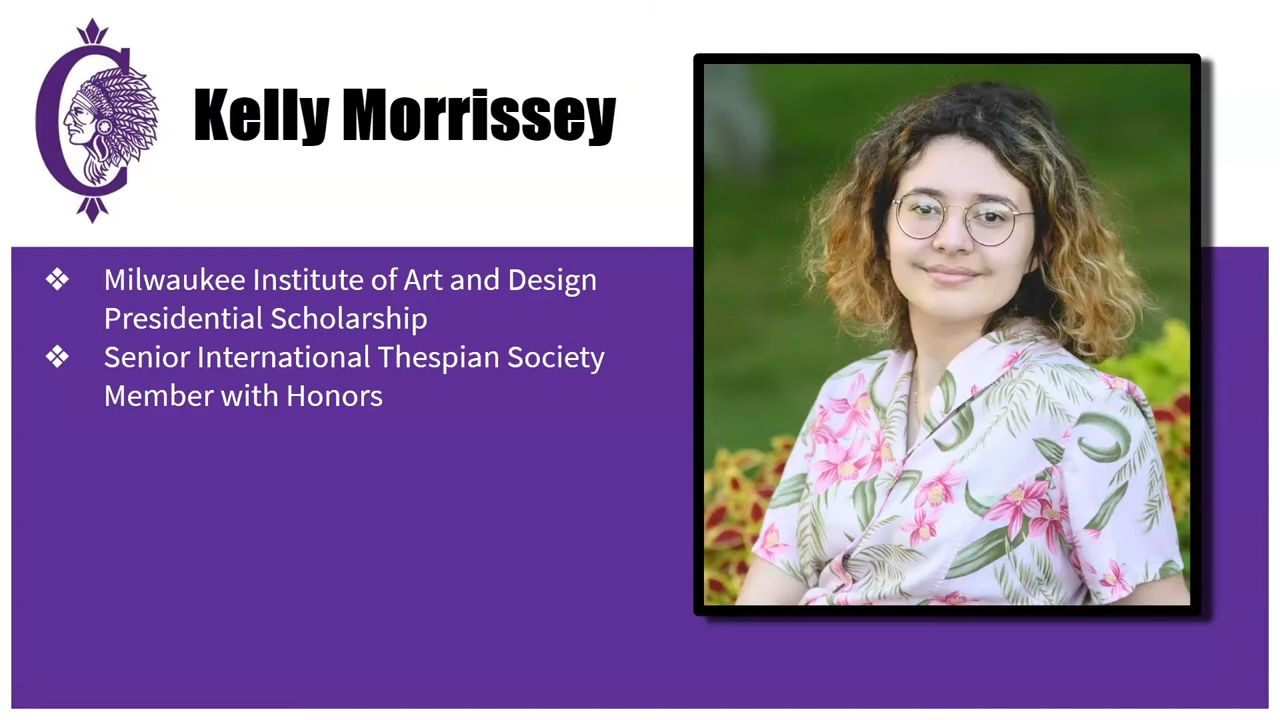 Kelly Morrissey
❖ Milwaukee Institute of Art and Design
Presidential Scholarship
❖ Senior International Thespian Society
Member with Honors